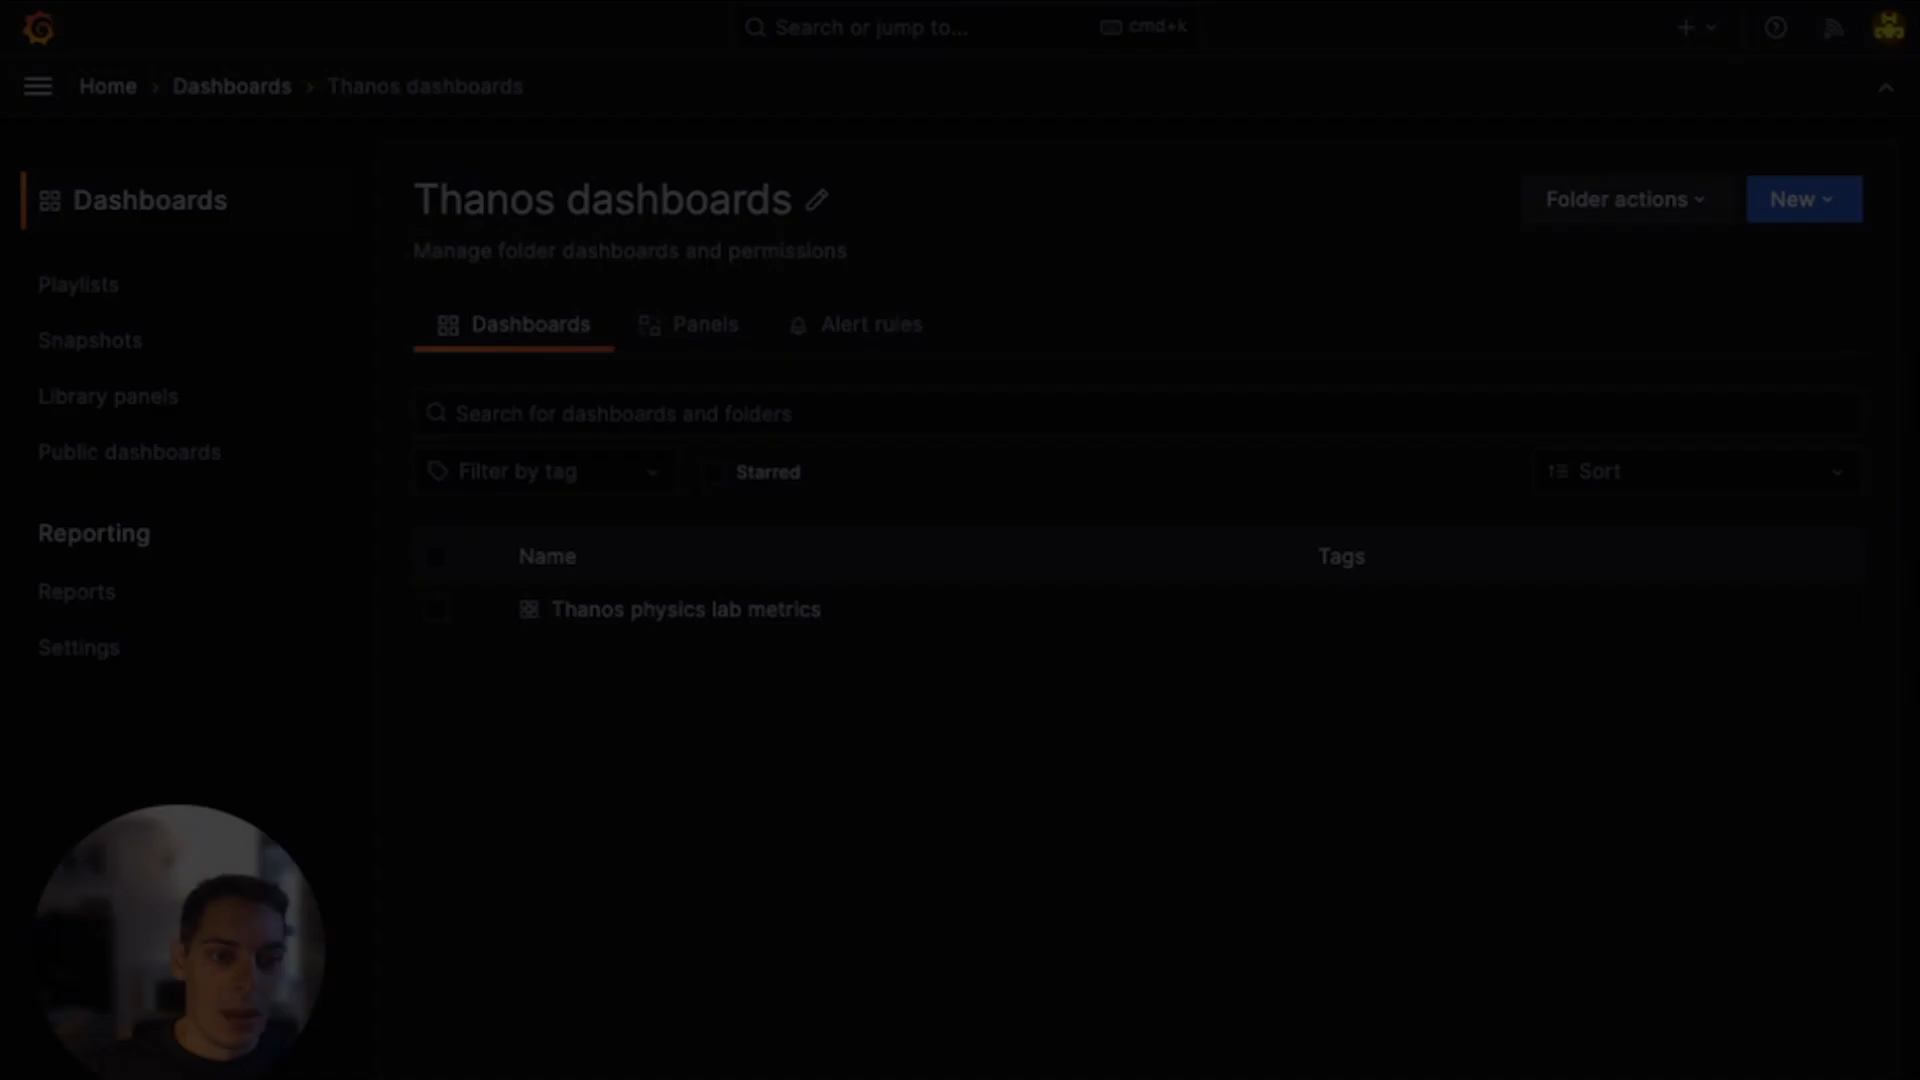 Search or jump to... cmd+k
Home › Dashboards › Thanos dashboards
Dashboards
Playlists
Snapshots
Library panels
Public dashboards
Reporting
Reports
Settings
Thanos dashboards
Folder actions
New
Manage folder dashboards and permissions
Dashboards
Panels
Alert rules
Search for dashboards and folders
Filter by tag
Starred
Sort
Name
Tags
Thanos physics lab metrics